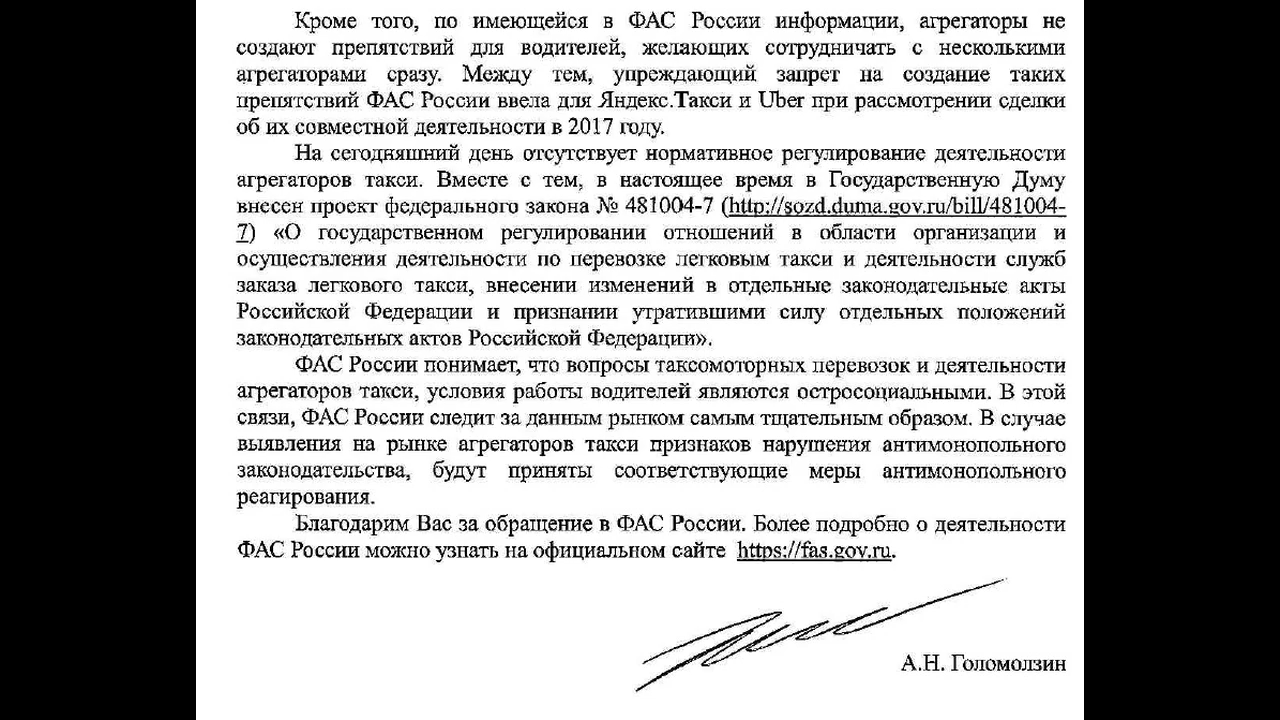 Кроме того, по имеющейся в ФАС России информации, агрегаторы не
создают препятствий для водителей, желающих сотрудничать с несколькими
агрегаторами сразу. Между тем, упреждающий запрет на создание таких
препятствий ФАС России ввела для Яндекс.Такси и Uber при рассмотрении сделки
об их совместной деятельности в 2017 году.
На сегодняшний день отсутствует нормативное регулирование деятельности
агрегаторов такси. Вместе с тем, в настоящее время в Государственную Думу
внесен проект федерального закона № 481004-7 (http://sozd.duma.gov.ru/bill/481004-
7) «О государственном регулировании отношений в области организации и
осуществления деятельности по перевозке легковым такси и деятельности служб
заказа легкового такси, внесении изменений в отдельные законодательные акты
Российской Федерации и признании утратившими силу отдельных положений
законодательных актов Российской Федерации».
ФАС России понимает, что вопросы таксомоторных перевозок и деятельности
агрегаторов такси, условия работы водителей являются остросоциальными. В этой
связи, ФАС России следит за данным рынком самым тщательным образом. В случае
выявления на рынке агрегаторов такси признаков нарушения антимонопольного
законодательства, будут приняты соответствующие меры антимонопольного
реагирования.
Благодарим Вас за обращение в ФАС России. Более подробно о деятельности
ФАС России можно узнать на официальном сайте https://fas.gov.ru.
А.Н. Голомолзин